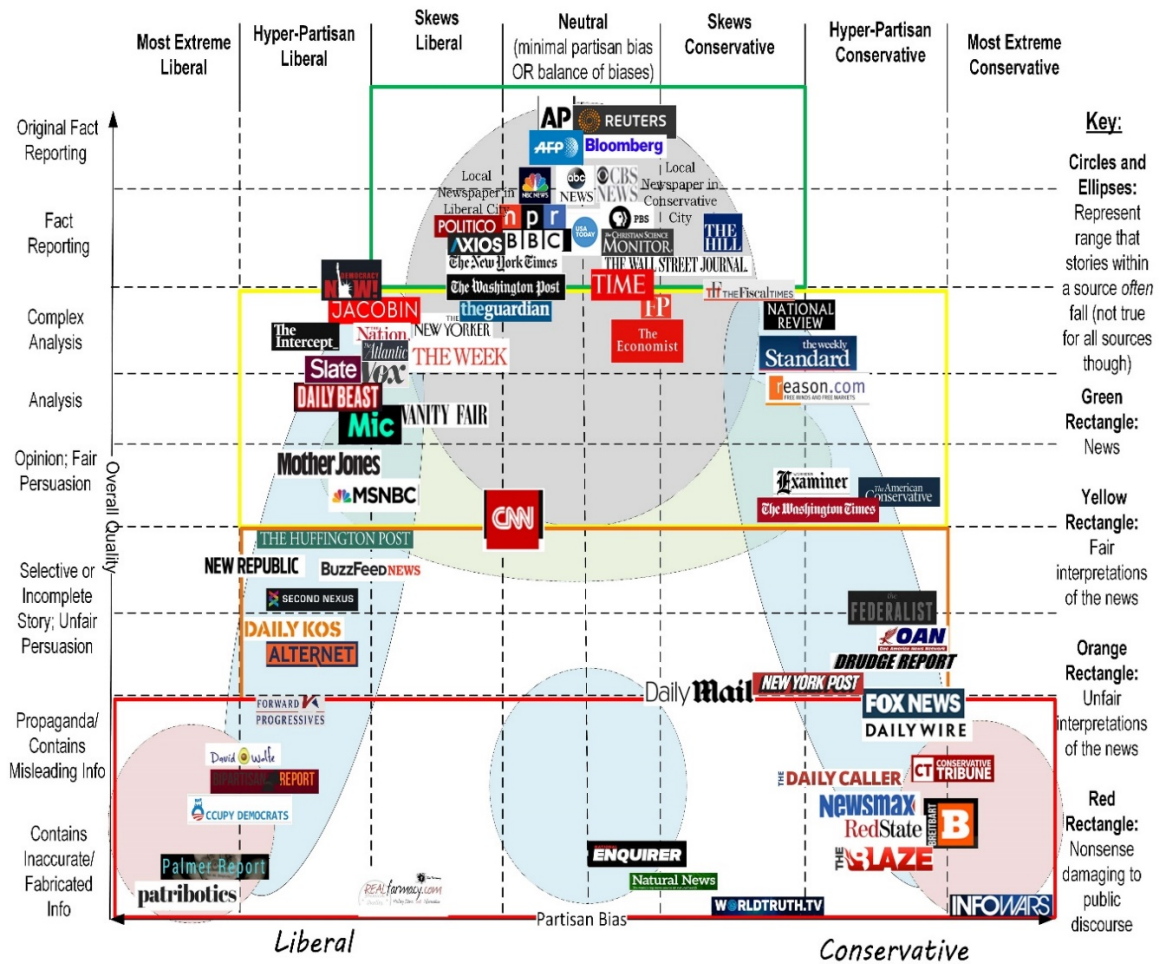 Most Extreme
Liberal
Hyper-Partisan
Liberal
Skews
Liberal
Neutral
(minimal partisan bias
OR balance of biases)
Skews
Conservative
Hyper-Partisan
Conservative
Most Extreme
Conservative
Original Fact
Reporting
Fact
Reporting
Complex
Analysis
Analysis
Opinion; Fair
Persuasion
Selective or
Incomplete
Story; Unfair
Persuasion
Propaganda/
Contains
Misleading Info
Contains
Inaccurate/
Fabricated
Info
Overall Quality
AP
REUTERS
AFP
Bloomberg
Local
Newspaper in
Liberal City
NBC NEWS
abc
NEWS
CBS
NEWS
Local
Newspaper in
Conservative
City
POLITICO
npr
USA
TODAY
PBS
THE
HILL
AXIOS
BBC
The Christian Science
MONITOR
The New York Times
THE WALL STREET JOURNAL.
DEMOCRACY
NOW!
The Washington Post
TIME
THE FISCAL TIMES
JACOBIN
theguardian
FP
NATIONAL
REVIEW
The
Intercept_
The Nation
THE
NEW YORKER
The
Economist
the weekly
Standard
The
Atlantic
THE WEEK
Slate
Vox
reason.com
FREE MINDS AND FREE MARKETS
DAILY BEAST
Mic
VANITY FAIR
Mother Jones
MSNBC
CNN
Examiner
The American
Conservative
The Washington Times
THE HUFFINGTON POST
NEW REPUBLIC
BuzzFeed NEWS
SECOND NEXUS
DAILY KOS
ALTERNET
the
FEDERALIST
OAN
One America News Network
DRUDGE REPORT
Daily Mail
NEW YORK POST
FORWARD
PROGRESSIVES
FOX NEWS
DAILY WIRE
David Wolfe
BIPARTISAN REPORT
OCCUPY DEMOCRATS
THE DAILY CALLER
CT CONSERVATIVE
TRIBUNE
Newsmax
RedState
BREITBART
B
THE BLAZE
Palmer Report
patribotics
REALfarmacy.com
ENQUIRER
Natural News
WORLDTRUTH.TV
INFOWARS
Partisan Bias
Liberal
Conservative
Key:
Circles and
Ellipses:
Represent
range that
stories within
a source often
fall (not true
for all sources
though)
Green
Rectangle:
News
Yellow
Rectangle:
Fair
interpretations
of the news
Orange
Rectangle:
Unfair
interpretations
of the news
Red
Rectangle:
Nonsense
damaging to
public
discourse